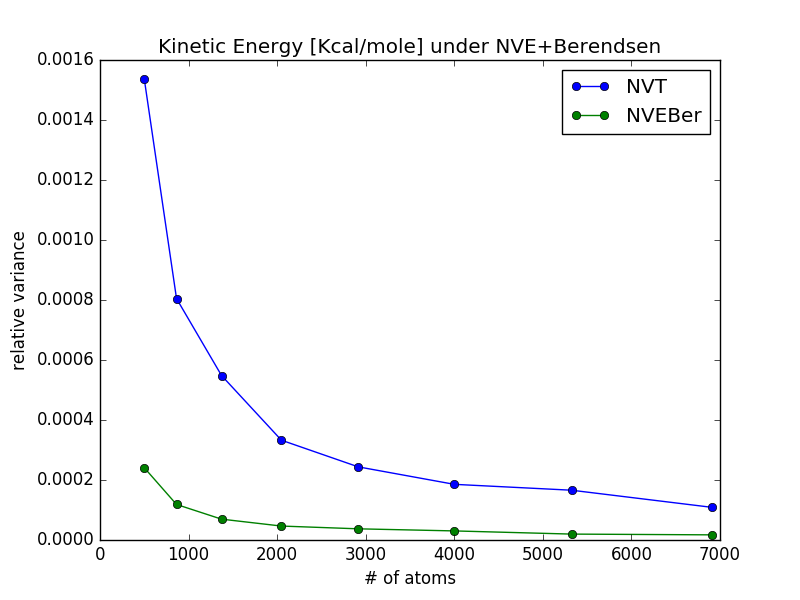 Kinetic Energy [Kcal/mole] under NVE+Berendsen
0.0016
0.0014
0.0012
0.0010
0.0008
0.0006
0.0004
0.0002
0.0000
relative variance
NVT
NVEBer
0 1000 2000 3000 4000 5000 6000 7000
# of atoms